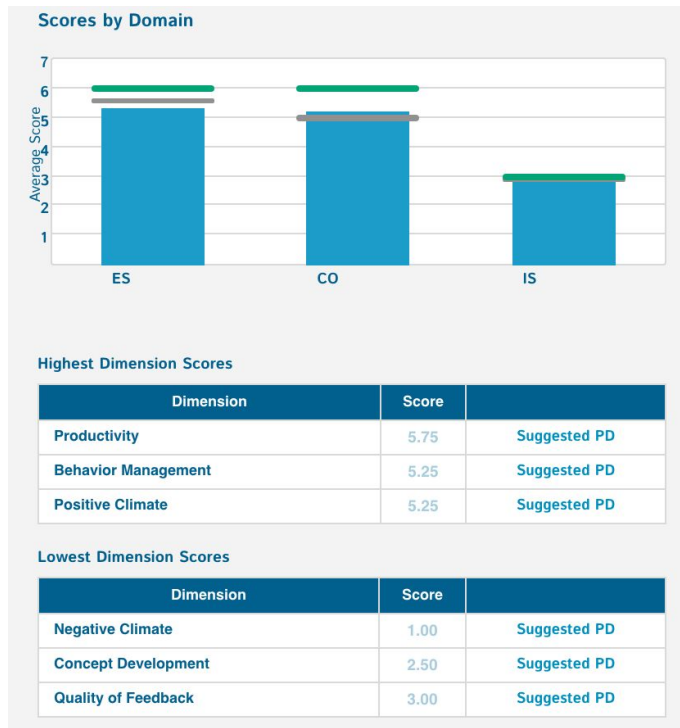 Scores by Domain
7
6
5
4
3
2
1
Average Score
ES CO IS
Highest Dimension Scores
Dimension Score
Productivity 5.75 Suggested PD
Behavior Management 5.25 Suggested PD
Positive Climate 5.25 Suggested PD
Lowest Dimension Scores
Dimension Score
Negative Climate 1.00 Suggested PD
Concept Development 2.50 Suggested PD
Quality of Feedback 3.00 Suggested PD